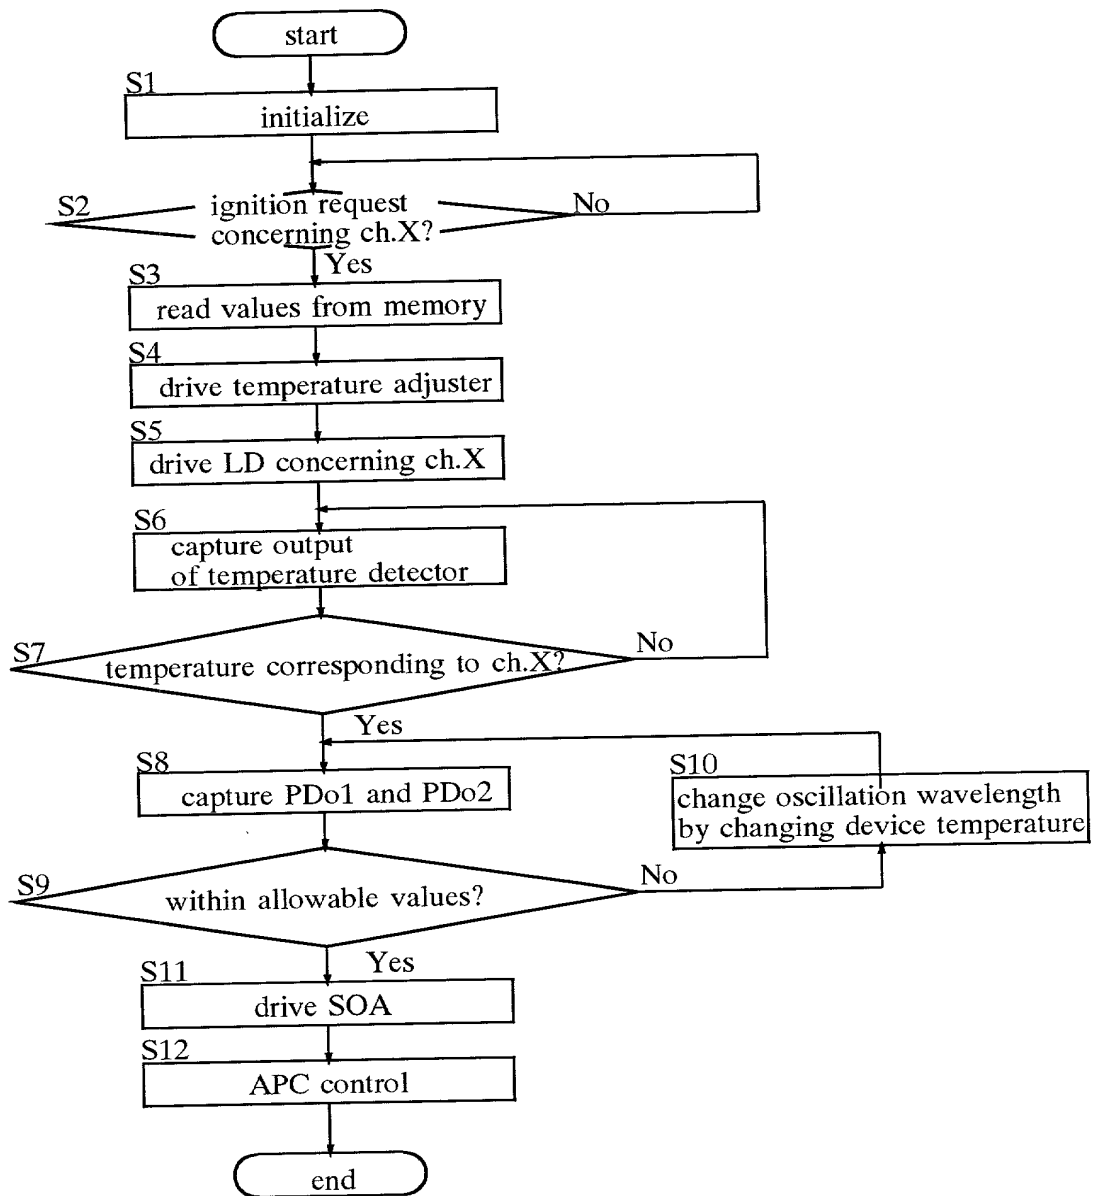 start
S1
initialize
S2
ignition request
concerning ch.X?
No
Yes
S3
read values from memory
S4
drive temperature adjuster
S5
drive LD concerning ch.X
S6
capture output
of temperature detector
S7
temperature corresponding to ch.X?
No
Yes
S8
capture PDo1 and PDo2
S10
change oscillation wavelength
by changing device temperature
S9
within allowable values?
No
Yes
S11
drive SOA
S12
APC control
end